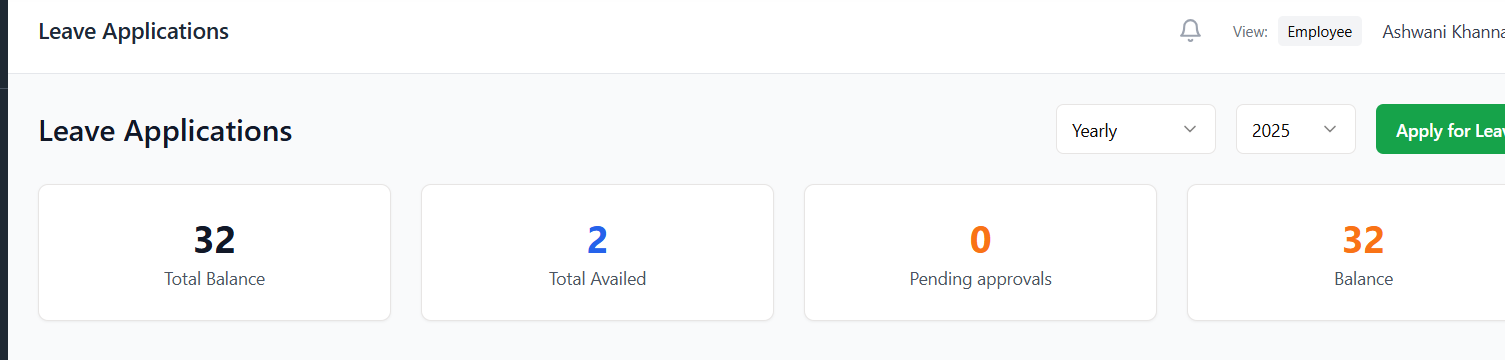 Leave Applications
View: Employee Ashwani Khanna
Leave Applications
Yearly 2025 Apply for Leav
32 2 0 32
Total Balance Total Availed Pending approvals Balance